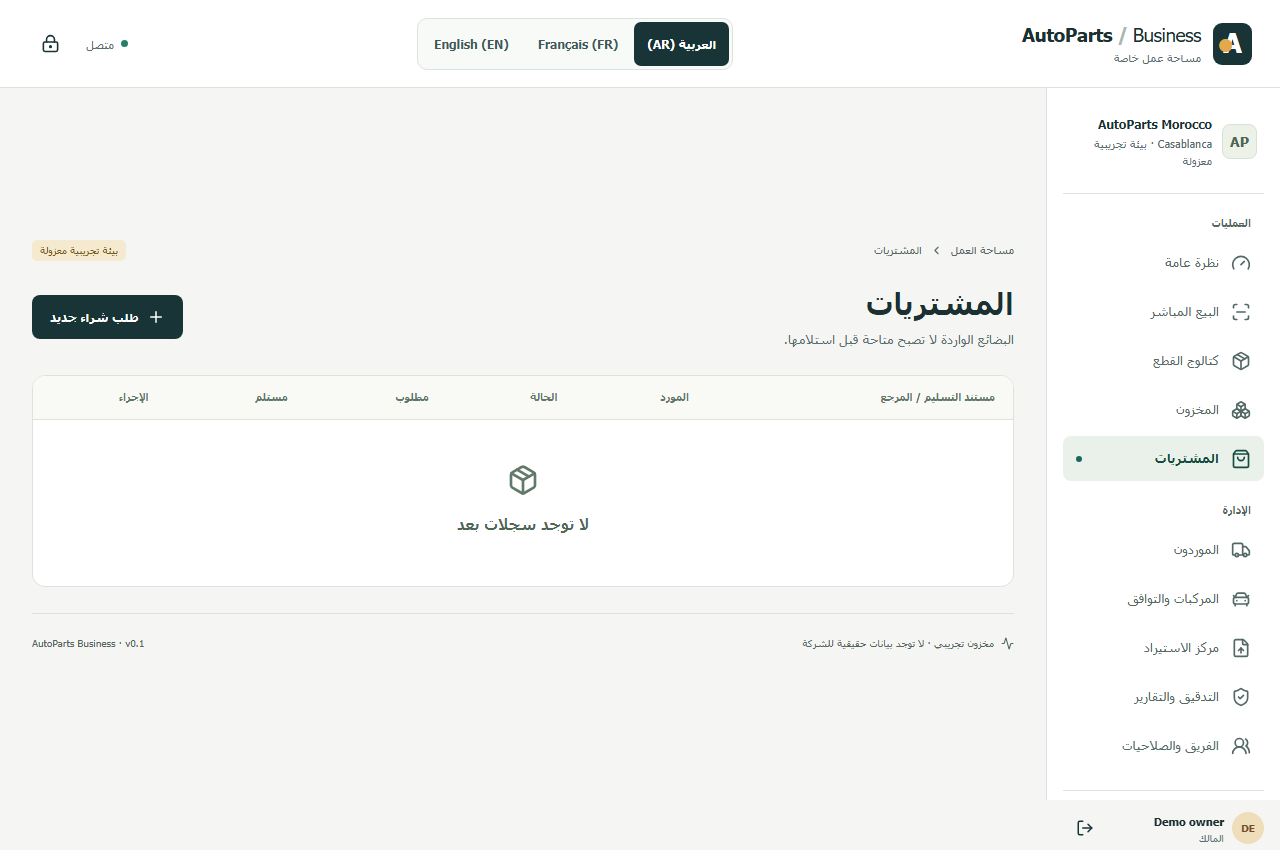 AutoParts / Business
مساحة عمل خاصة
العربية (AR)
Français (FR)
English (EN)
متصل
AP
AutoParts Morocco
Casablanca · بيئة تجريبية
معزولة
العمليات
نظرة عامة
البيع المباشر
كتالوج القطع
المخزون
المشتريات
الإدارة
الموردون
المركبات والتوافق
مركز الاستيراد
التدقيق والتقارير
الفريق والصلاحيات
DE
Demo owner
المالك
مساحة العمل
المشتريات
بيئة تجريبية معزولة
المشتريات
البضائع الواردة لا تصبح متاحة قبل استلامها.
طلب شراء جديد
مستند التسليم / المرجع
المورد
الحالة
مطلوب
مستلم
الإجراء
لا توجد سجلات بعد
مخزون تجريبي · لا توجد بيانات حقيقية للشركة
AutoParts Business · v0.1